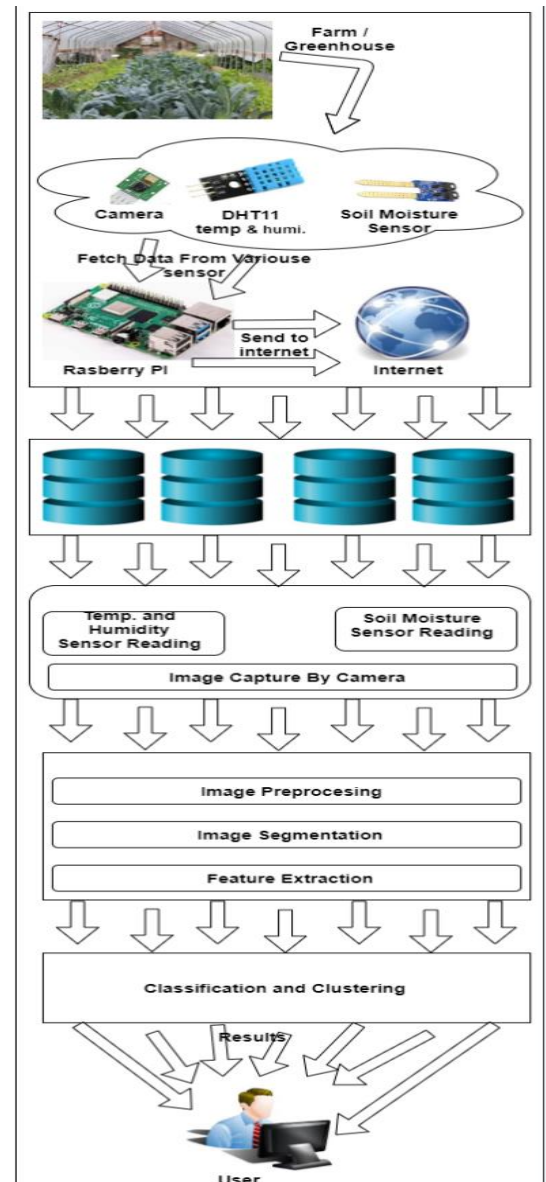 Farm /
Greenhouse
Camera
DHT11
temp & humi.
Soil Moisture
Sensor
Fetch Data From Variouse
sensor
Send to
internet
Rasberry PI
Internet
Temp. and
Humidity
Sensor Reading
Soil Moisture
Sensor Reading
Image Capture By Camera
Image Preprocesing
Image Segmentation
Feature Extraction
Classification and Clustering
Results
User